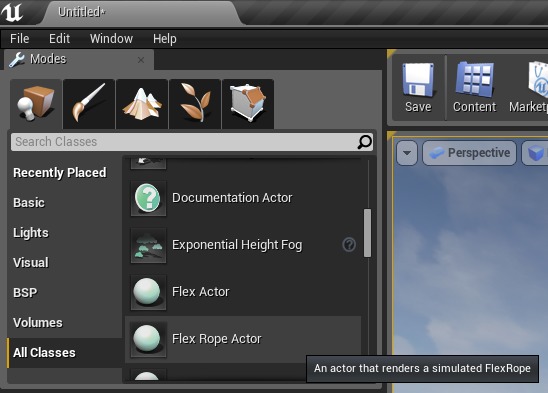 Untitled*
File Edit Window Help
Modes
Save Content
Search Classes
Perspective
Recently Placed
Basic
Lights
Visual
BSP
Volumes
All Classes
Documentation Actor
Exponential Height Fog
Flex Actor
Flex Rope Actor
An actor that renders a simulated FlexRope